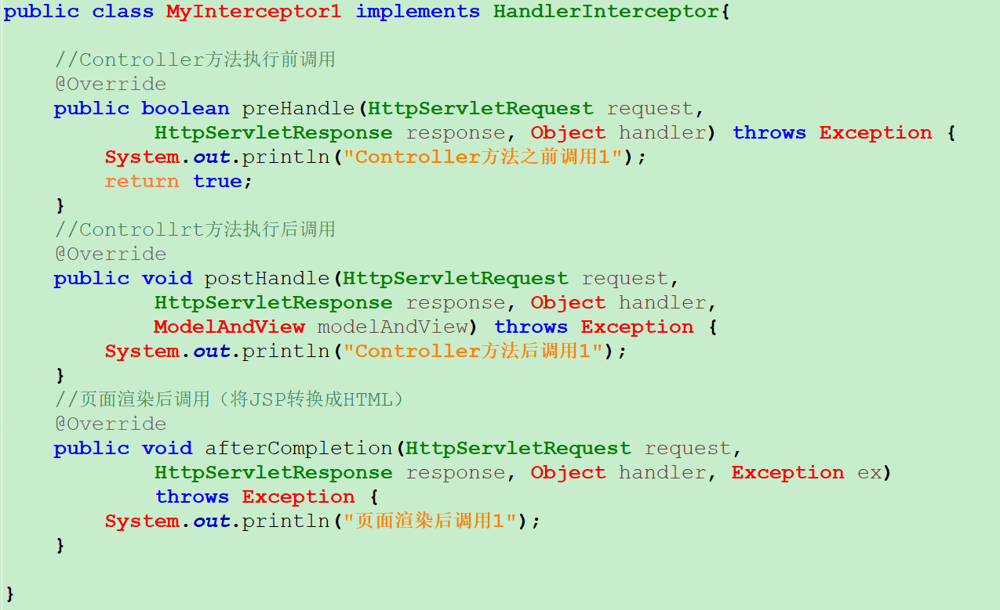 public class MyInterceptor1 implements HandlerInterceptor{
//Controller方法执行前调用
@Override
public boolean preHandle(HttpServletRequest request,
HttpServletResponse response, Object handler) throws Exception {
System.out.println("Controller方法之前调用1");
return true;
}
//Controllrt方法执行后调用
@Override
public void postHandle(HttpServletRequest request,
HttpServletResponse response, Object handler,
ModelAndView modelAndView) throws Exception {
System.out.println("Controller方法后调用1");
}
//页面渲染后调用（将JSP转换成HTML）
@Override
public void afterCompletion(HttpServletRequest request,
HttpServletResponse response, Object handler, Exception ex)
throws Exception {
System.out.println("页面渲染后调用1");
}
}